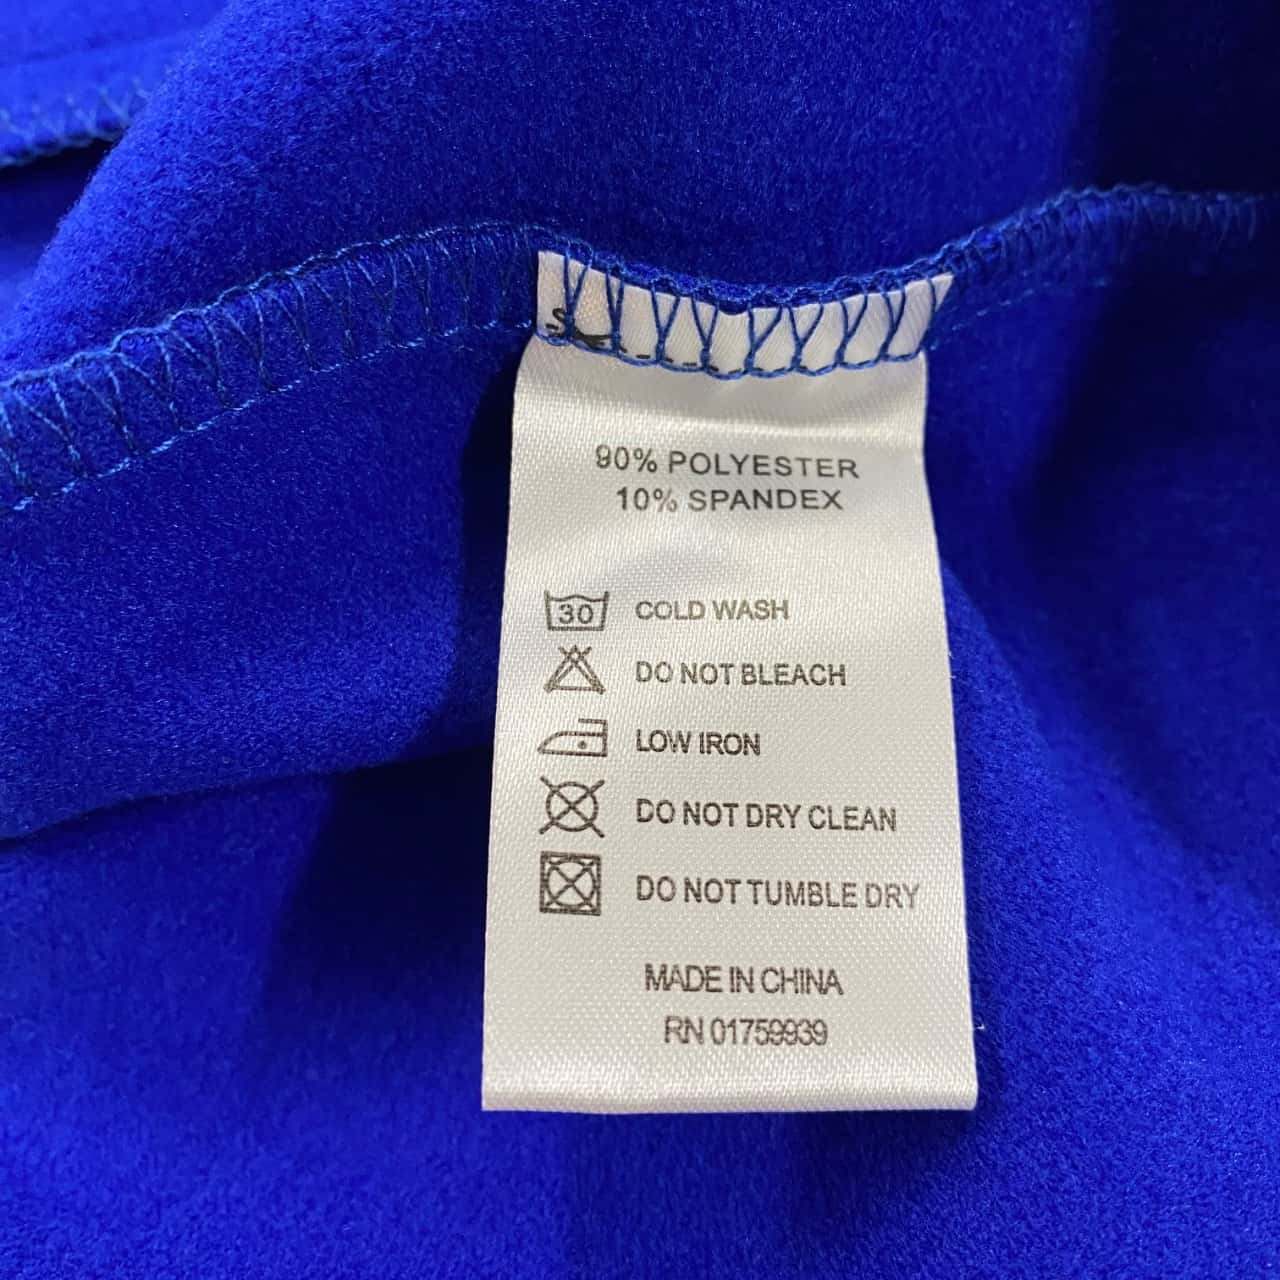 90% POLYESTER
10% SPANDEX
30 COLD WASH
DO NOT BLEACH
LOW IRON
DO NOT DRY CLEAN
DO NOT TUMBLE DRY
MADE IN CHINA
RN 01759939